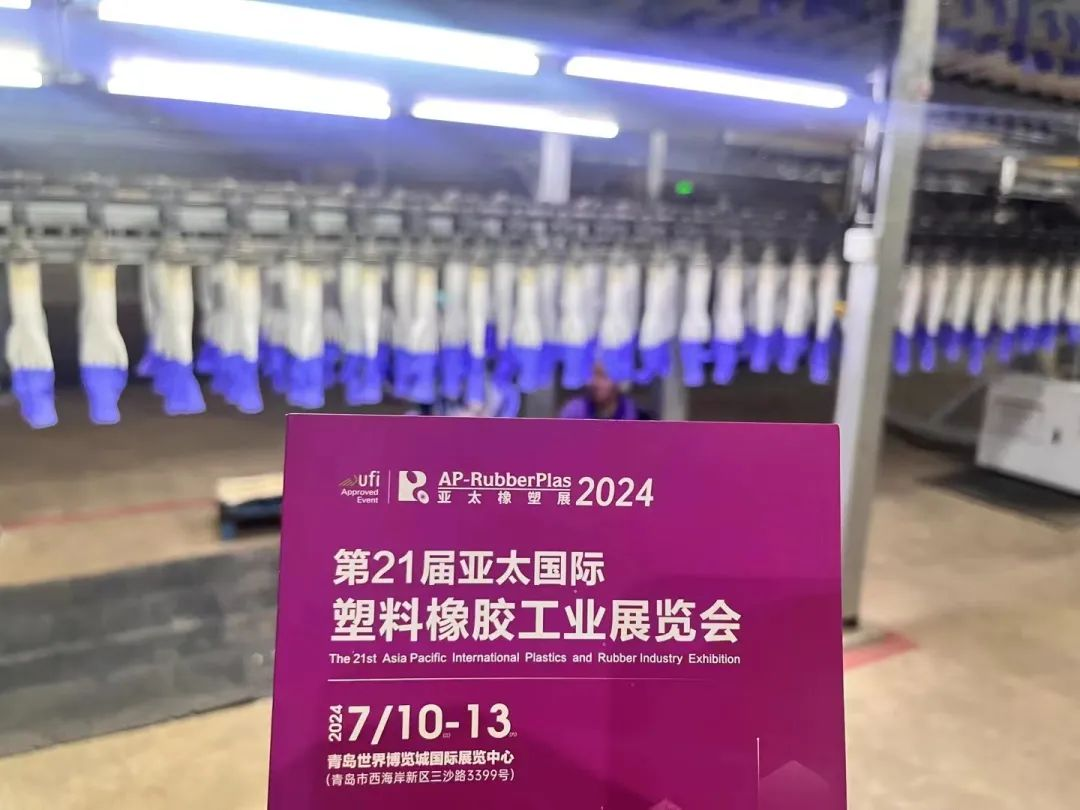 ufi
Approved
Event
AP-RubberPlas
亚太橡塑展
2024
第21届亚太国际
塑料橡胶工业展览会
The 21st Asia Pacific International Plastics and Rubber Industry Exhibition
2024 7/10-13
青岛世界博览城国际展览中心
(青岛市西海岸新区三沙路3399号)